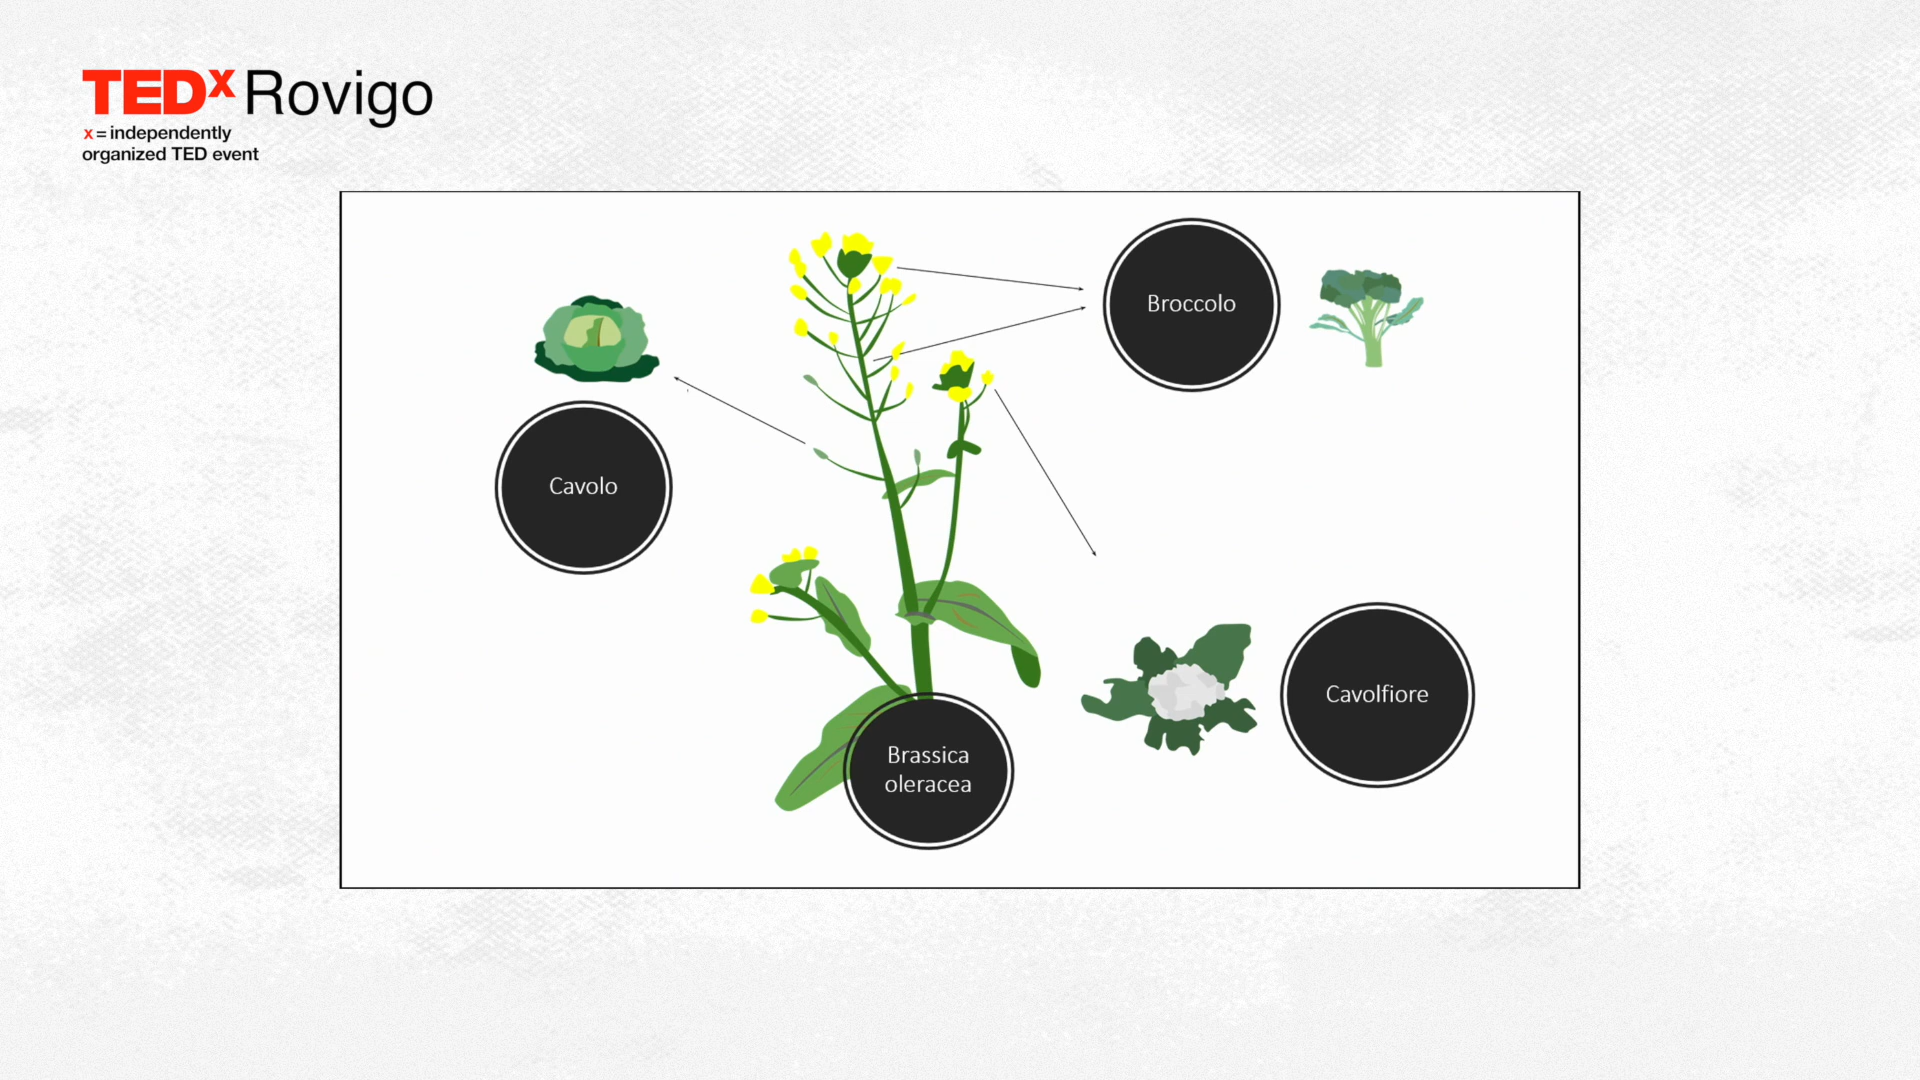 TEDx Rovigo
x = independently
organized TED event
Broccolo
Cavolo
Cavolfiore
Brassica
oleracea